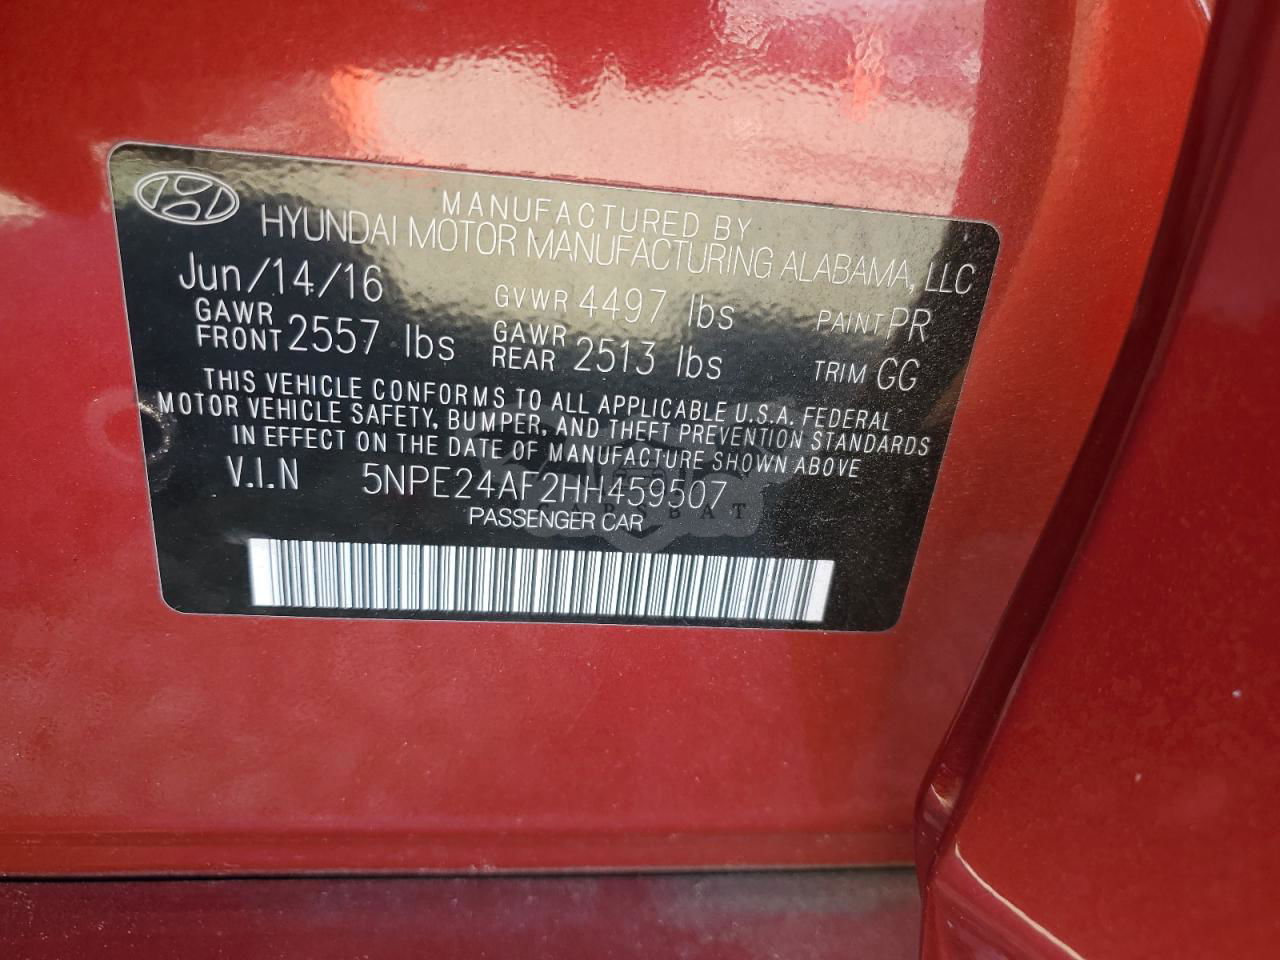 MANUFACTURED BY
HYUNDAI MOTOR MANUFACTURING ALABAMA, LLC
Jun/14/16 GVWR 4497 lbs PAINT PR
GAWR FRONT 2557 lbs GAWR REAR 2513 lbs TRIM GG
THIS VEHICLE CONFORMS TO ALL APPLICABLE U.S.A. FEDERAL
MOTOR VEHICLE SAFETY, BUMPER, AND THEFT PREVENTION STANDARDS
IN EFFECT ON THE DATE OF MANUFACTURE SHOWN ABOVE
V.I.N 5NPE24AF2HH459507
CARSBAT
PASSENGER CAR